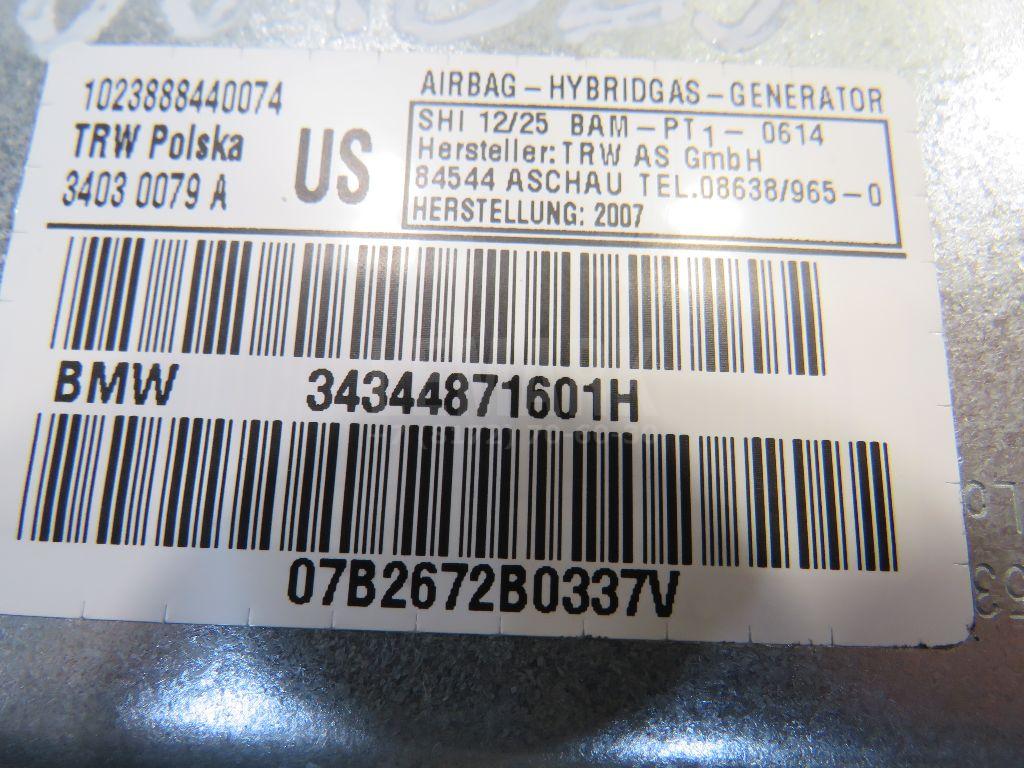 1023888440074
TRW Polska
3403 0079 A
US
AIRBAG-HYBRIDGAS-GENERATOR
SHI 12/25 BAM-PT1-0614
Hersteller:TRW AS GmbH
84544 ASCHAU TEL.08638/965-0
HERSTELLUNG: 2007
BMW 34344871601H
07B2672B0337V